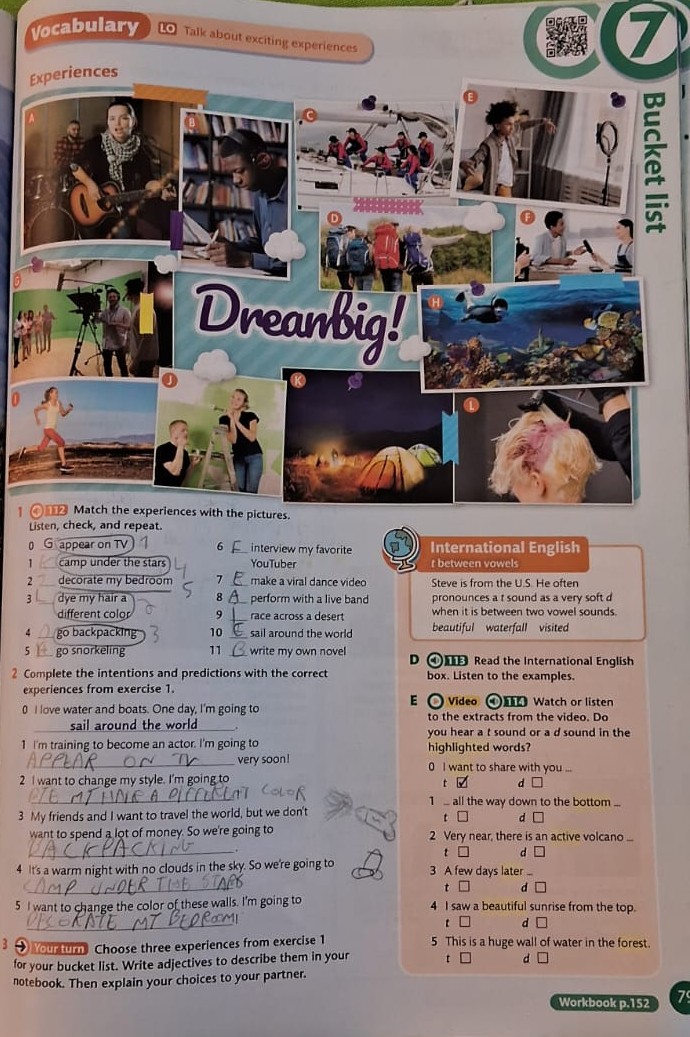 Vocabulary
LO Talk about exciting experiences
7
Bucket list
Experiences
A
B
C
E
D
F
G
Dream big!
H
I
J
K
L
1 112 Match the experiences with the pictures.
Listen, check, and repeat.
0 G appear on TV 1
1 camp under the stars 4
2 decorate my bedroom 5
3 dye my hair a
different color 2
4 go backpacking 3
5 go snorkeling
6 F interview my favorite
YouTuber
7 E make a viral dance video
8 A perform with a live band
9 I race across a desert
10 C sail around the world
11 B write my own novel
2 Complete the intentions and predictions with the correct
experiences from exercise 1.
0 I love water and boats. One day, I'm going to
sail around the world.
1 I'm training to become an actor. I'm going to
APPEAR ON TV very soon!
2 I want to change my style. I'm going to
MY HAIR A DIFFERENT COLOR
3 My friends and I want to travel the world, but we don't
want to spend a lot of money. So we're going to
BACKPACKING.
4 It's a warm night with no clouds in the sky. So we're going to
CAMP UNDER THE STARS
5 I want to change the color of these walls. I'm going to
DECORATE MY BEDROOM
3 Your turn Choose three experiences from exercise 1
for your bucket list. Write adjectives to describe them in your
notebook. Then explain your choices to your partner.
International English
t between vowels
Steve is from the U.S. He often
pronounces a t sound as a very soft d
when it is between two vowel sounds.
beautiful waterfall visited
D 113 Read the International English
box. Listen to the examples.
E Video 114 Watch or listen
to the extracts from the video. Do
you hear a t sound or a d sound in the
highlighted words?
0 I want to share with you ...
t ☑ d ☐
1 ... all the way down to the bottom ...
t ☐ d ☐
2 Very near, there is an active volcano ...
t ☐ d ☐
3 A few days later ...
t ☐ d ☐
4 I saw a beautiful sunrise from the top.
t ☐ d ☐
5 This is a huge wall of water in the forest.
t ☐ d ☐
Workbook p.152
79